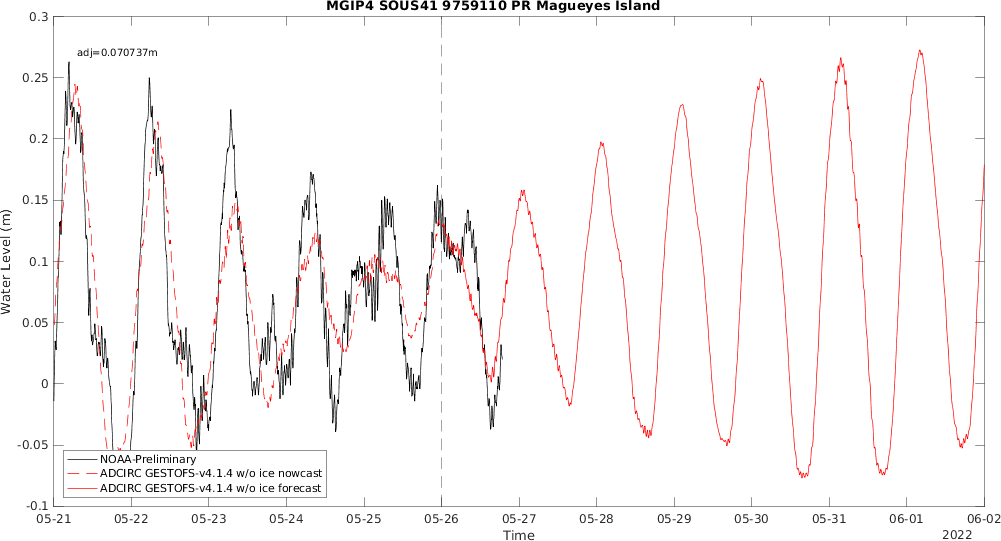 MGIP4 SOUS41 9759110 PR Magueyes Island
adj=0.070737m
0.3
0.25
0.2
0.15
0.1
0.05
0
-0.05
-0.1
Water Level (m)
NOAA-Preliminary
ADCIRC GESTOFS-v4.1.4 w/o ice nowcast
ADCIRC GESTOFS-v4.1.4 w/o ice forecast
05-21 05-22 05-23 05-24 05-25 05-26 05-27 05-28 05-29 05-30 05-31 06-01 06-02
Time
2022